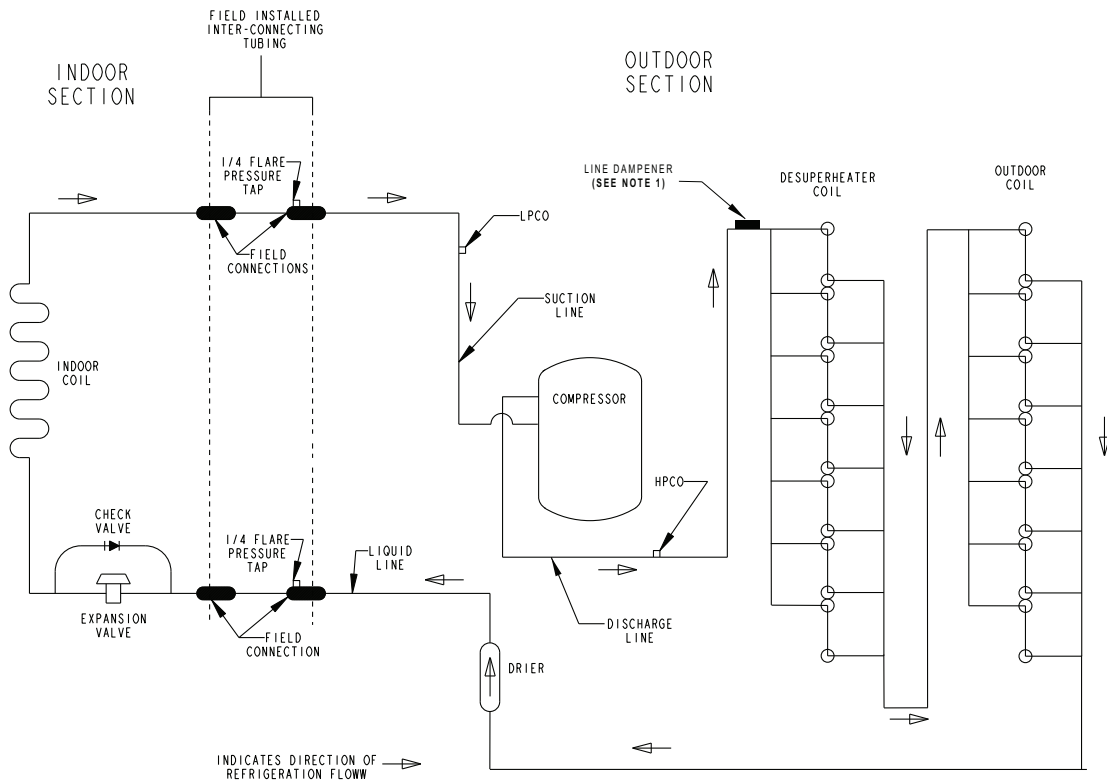 FIELD INSTALLED
INTER-CONNECTING
TUBING
INDOOR
SECTION
OUTDOOR
SECTION
1/4 FLARE
PRESSURE
TAP
LINE DAMPENER
(SEE NOTE 1)
DESUPERHEATER
COIL
OUTDOOR
COIL
LPCO
FIELD
CONNECTIONS
SUCTION
LINE
INDOOR
COIL
COMPRESSOR
HPCO
CHECK
VALVE
1/4 FLARE
PRESSURE
TAP
LIQUID
LINE
EXPANSION
VALVE
FIELD
CONNECTION
DISCHARGE
LINE
DRIER
INDICATES DIRECTION OF
REFRIGERATION FLOWW